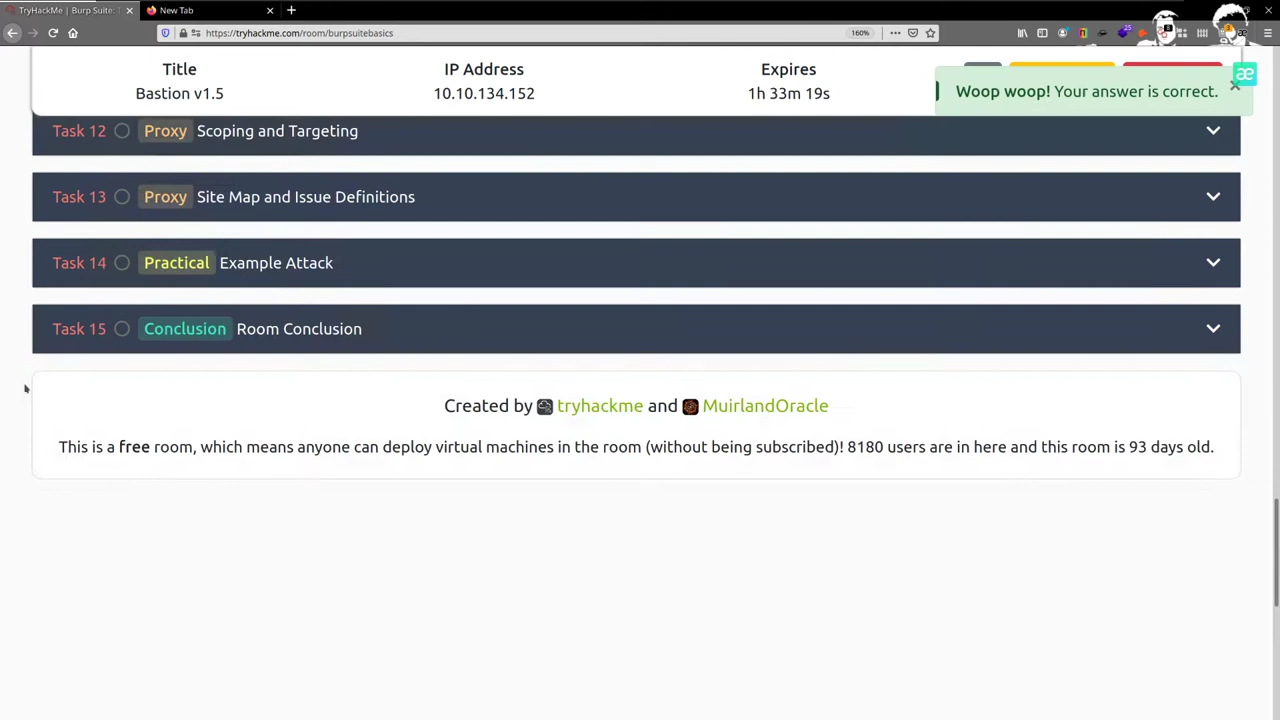 TryHackMe | Burp Suite: T
New Tab
https://tryhackme.com/room/burpsuitebasics
160%
Title
IP Address
Expires
Bastion v1.5
10.10.134.152
1h 33m 19s
Woop woop! Your answer is correct.
Task 12 Proxy Scoping and Targeting
Task 13 Proxy Site Map and Issue Definitions
Task 14 Practical Example Attack
Task 15 Conclusion Room Conclusion
Created by tryhackme and MuirlandOracle
This is a free room, which means anyone can deploy virtual machines in the room (without being subscribed)! 8180 users are in here and this room is 93 days old.